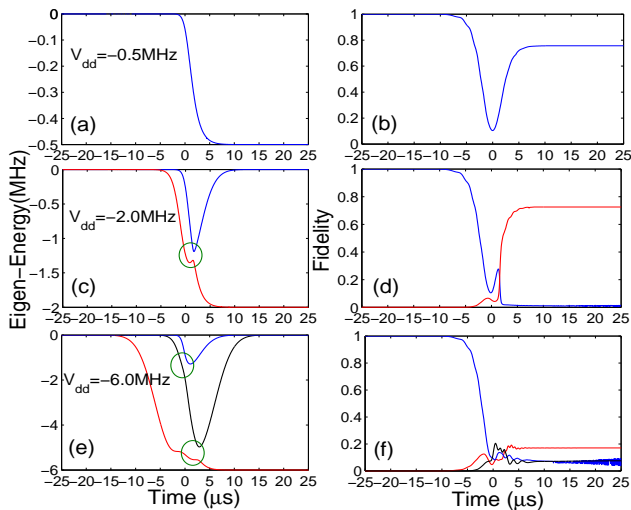 0
−0.1
−0.2
−0.3
−0.4
−0.5
V_dd=−0.5MHz
(a)
−25−20−15−10 −5 0 5 10 15 20 25
1
0.8
0.6
0.4
0.2
0
(b)
−25−20−15−10 −5 0 5 10 15 20 25
0
−0.5
−1
−1.5
−2
V_dd=−2.0MHz
(c)
−25−20−15−10 −5 0 5 10 15 20 25
1
0.8
0.6
0.4
0.2
0
(d)
−25−20−15−10 −5 0 5 10 15 20 25
0
−2
−4
−6
V_dd=−6.0MHz
(e)
−25−20−15−10 −5 0 5 10 15 20 25
1
0.8
0.6
0.4
0.2
0
(f)
−25−20−15−10 −5 0 5 10 15 20 25
Eigen−Energy(MHz)
Fidelity
Time (μs)
Time (μs)